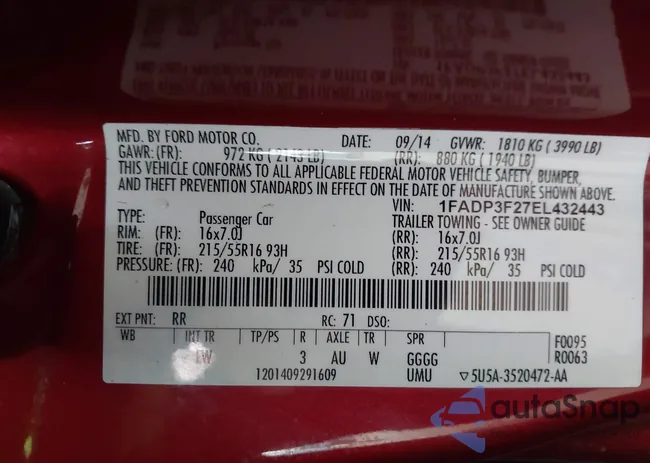 MFD. BY FORD MOTOR CO. DATE: 09/14 GVWR: 1810 KG ( 3990 LB)
GAWR: (FR): 972 KG ( 2143 LB) (RR): 880 KG ( 1940 LB)
THIS VEHICLE CONFORMS TO ALL APPLICABLE FEDERAL MOTOR VEHICLE SAFETY, BUMPER,
AND THEFT PREVENTION STANDARDS IN EFFECT ON THE DATE OF MANUFACTURE SHOWN ABOVE.
VIN: 1FADP3F27EL432443
TYPE: Passenger Car TRAILER TOWING - SEE OWNER GUIDE
RIM: (FR): 16x7.0J (RR): 16x7.0J
TIRE: (FR): 215/55R16 93H (RR): 215/55R16 93H
PRESSURE: (FR): 240 kPa/ 35 PSI COLD (RR): 240 kPa/ 35 PSI COLD
EXT PNT: RR RC: 71 DSO:
WB INT TR TP/PS R AXLE TR SPR F0095
LW 3 AU W GGGG R0063
1201409291609 UMU ▽5U5A-3520472-AA
autoSnap